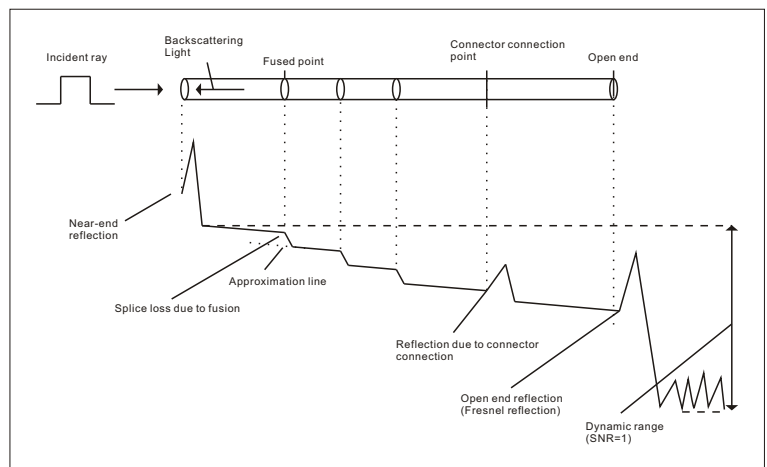 Incident ray
Backscattering
Light
Fused point
Connector connection
point
Open end
Near-end
reflection
Approximation line
Splice loss due to fusion
Reflection due to connector
connection
Open end reflection
(Fresnel reflection)
Dynamic range
(SNR=1)